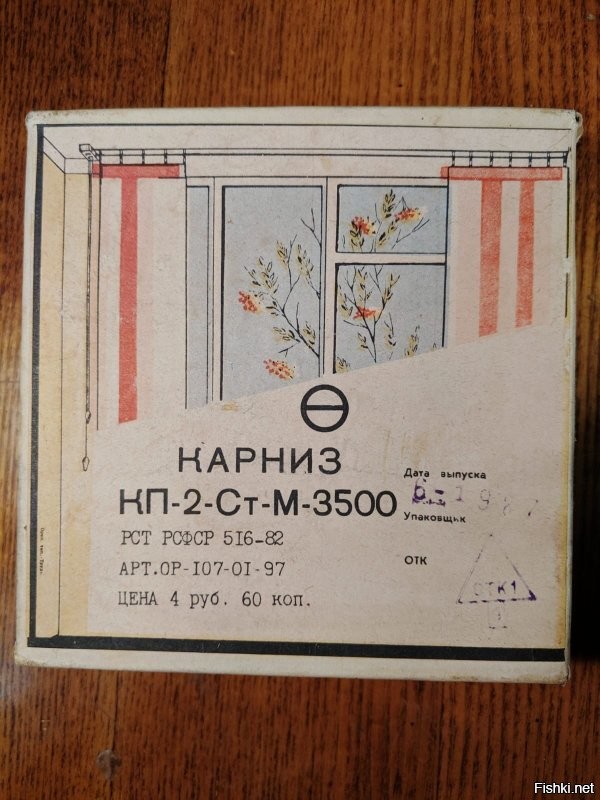 КАРНИЗ
КП-2-Ст-М-3500
РСТ РСФСР 516-82
АРТ.ОР-107-01-97
ЦЕНА 4 руб. 60 коп.
Дата выпуска
Упаковщик
ОТК
ОТК1
Fishki.net